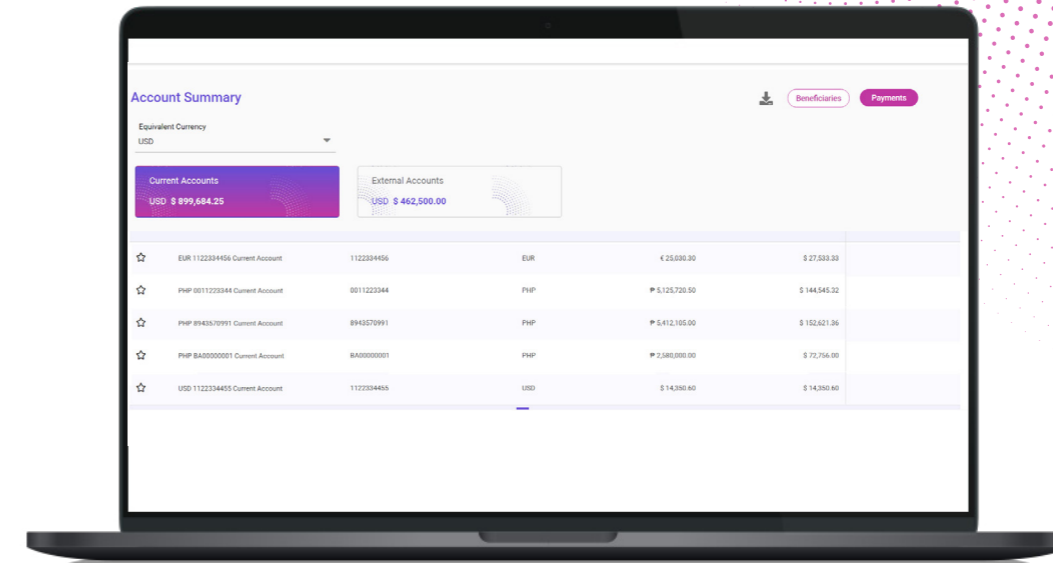 Account Summary
Beneficiaries
Payments
Equivalent Currency
USD
Current Accounts
USD $ 899,684.25
External Accounts
USD $ 462,500.00
EUR 1122334456 Current Account 1122334456 EUR € 25,030.30 $ 27,533.33
PHP 0011223344 Current Account 0011223344 PHP ₱ 5,125,720.50 $ 144,545.32
PHP 8943570991 Current Account 8943570991 PHP ₱ 5,412,105.00 $ 152,621.36
PHP BA00000001 Current Account BA00000001 PHP ₱ 2,580,000.00 $ 72,756.00
USD 1122334455 Current Account 1122334455 USD $ 14,350.60 $ 14,350.60